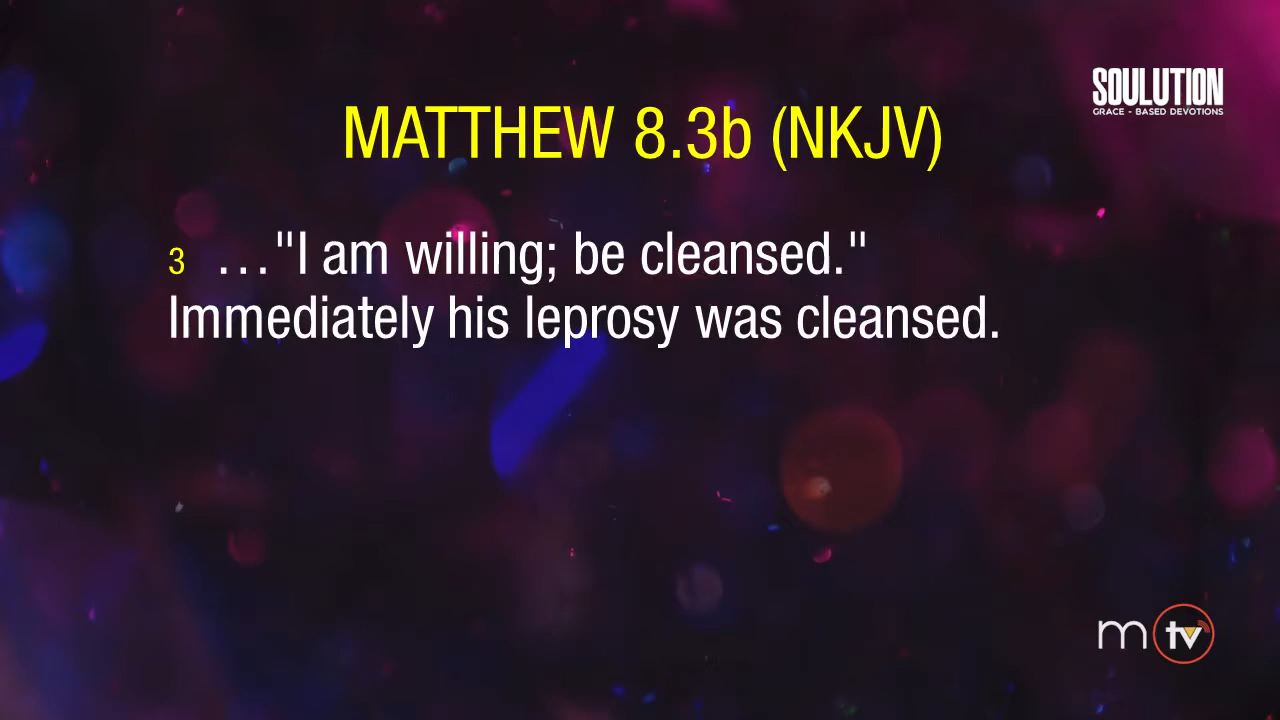 SOULUTION
GRACE - BASED DEVOTIONS
MATTHEW 8.3b (NKJV)
3 ..."I am willing; be cleansed."
Immediately his leprosy was cleansed.
m tv